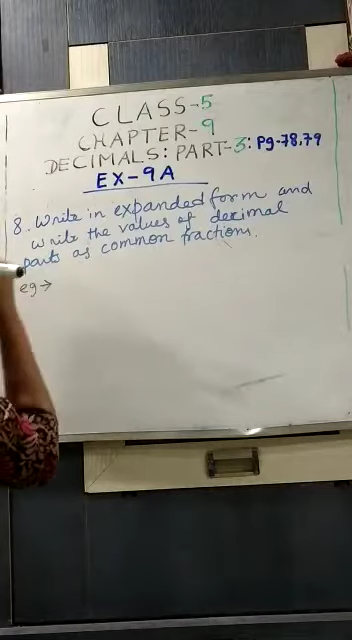 CLASS-5
CHAPTER-9
DECIMALS: PART-3: Pg-78,79
EX-9A
8. Write in expanded form and
write the values of decimal
parts as common fractions.
eg→